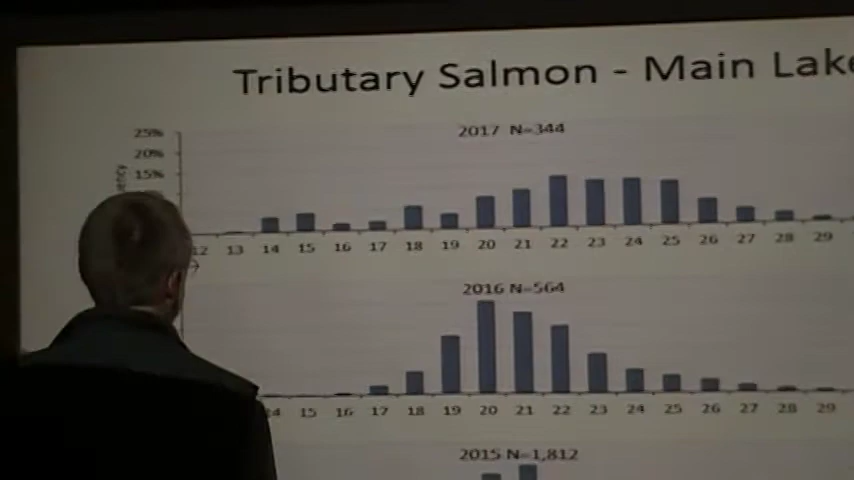 Tributary Salmon - Main Lake
2017 N=344
25%
20%
15%
12 13 14 15 16 17 18 19 20 21 22 23 24 25 26 27 28 29
2016 N=564
14 15 16 17 18 19 20 21 22 23 24 25 26 27 28 29
2015 N=1,812